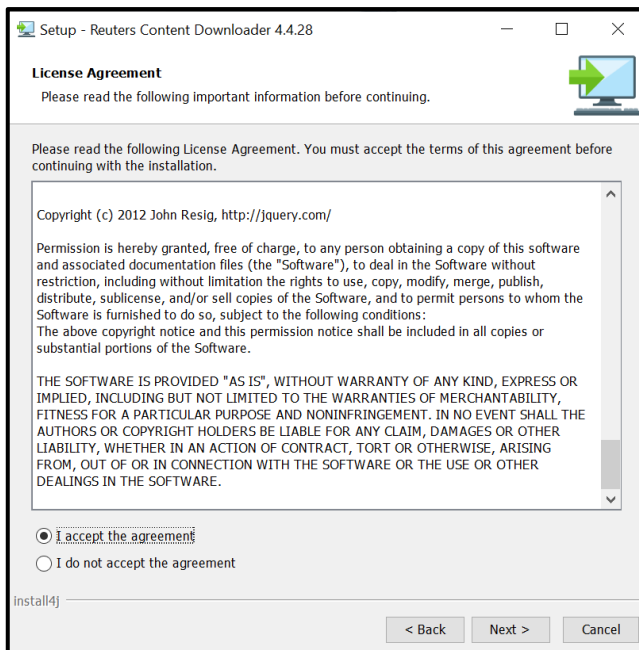 Setup - Reuters Content Downloader 4.4.28
License Agreement
Please read the following important information before continuing.
Please read the following License Agreement. You must accept the terms of this agreement before
continuing with the installation.
Copyright (c) 2012 John Resig, http://jquery.com/
Permission is hereby granted, free of charge, to any person obtaining a copy of this software
and associated documentation files (the "Software"), to deal in the Software without
restriction, including without limitation the rights to use, copy, modify, merge, publish,
distribute, sublicense, and/or sell copies of the Software, and to permit persons to whom the
Software is furnished to do so, subject to the following conditions:
The above copyright notice and this permission notice shall be included in all copies or
substantial portions of the Software.
THE SOFTWARE IS PROVIDED "AS IS", WITHOUT WARRANTY OF ANY KIND, EXPRESS OR
IMPLIED, INCLUDING BUT NOT LIMITED TO THE WARRANTIES OF MERCHANTABILITY,
FITNESS FOR A PARTICULAR PURPOSE AND NONINFRINGEMENT. IN NO EVENT SHALL THE
AUTHORS OR COPYRIGHT HOLDERS BE LIABLE FOR ANY CLAIM, DAMAGES OR OTHER
LIABILITY, WHETHER IN AN ACTION OF CONTRACT, TORT OR OTHERWISE, ARISING
FROM, OUT OF OR IN CONNECTION WITH THE SOFTWARE OR THE USE OR OTHER
DEALINGS IN THE SOFTWARE.
I accept the agreement
I do not accept the agreement
install4j
< Back Next > Cancel